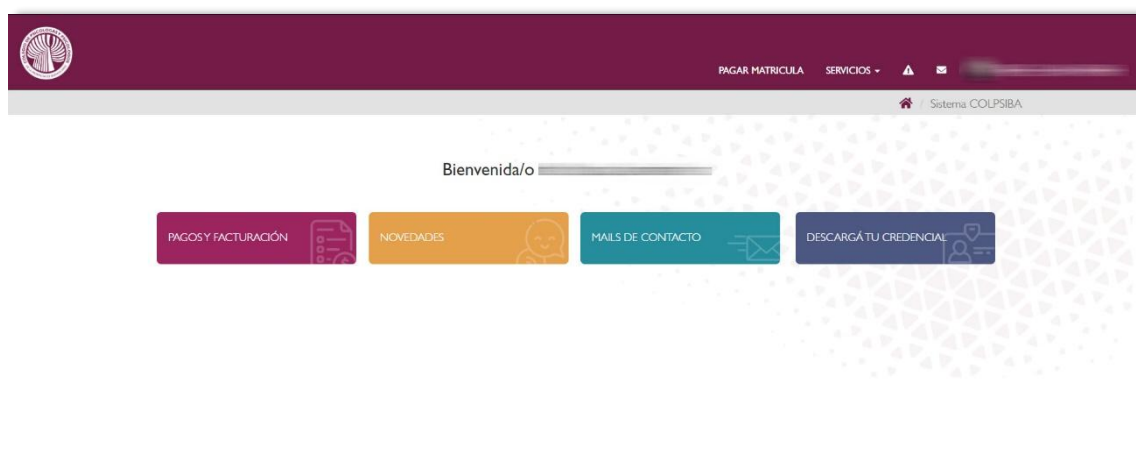 PAGAR MATRICULA SERVICIOS
/ Sistema COLPSIBA
Bienvenida/o
PAGOS Y FACTURACIÓN
NOVEDADES
MAILS DE CONTACTO
DESCARGÁ TU CREDENCIAL